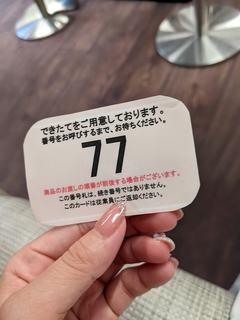 できたてをご用意しております。
番号をお呼びするまで、お待ちください。
77
商品のお渡しの順番が前後する場合がございます。
この番号札は、続き番号ではありません。
このカードは従業員にご返却ください。